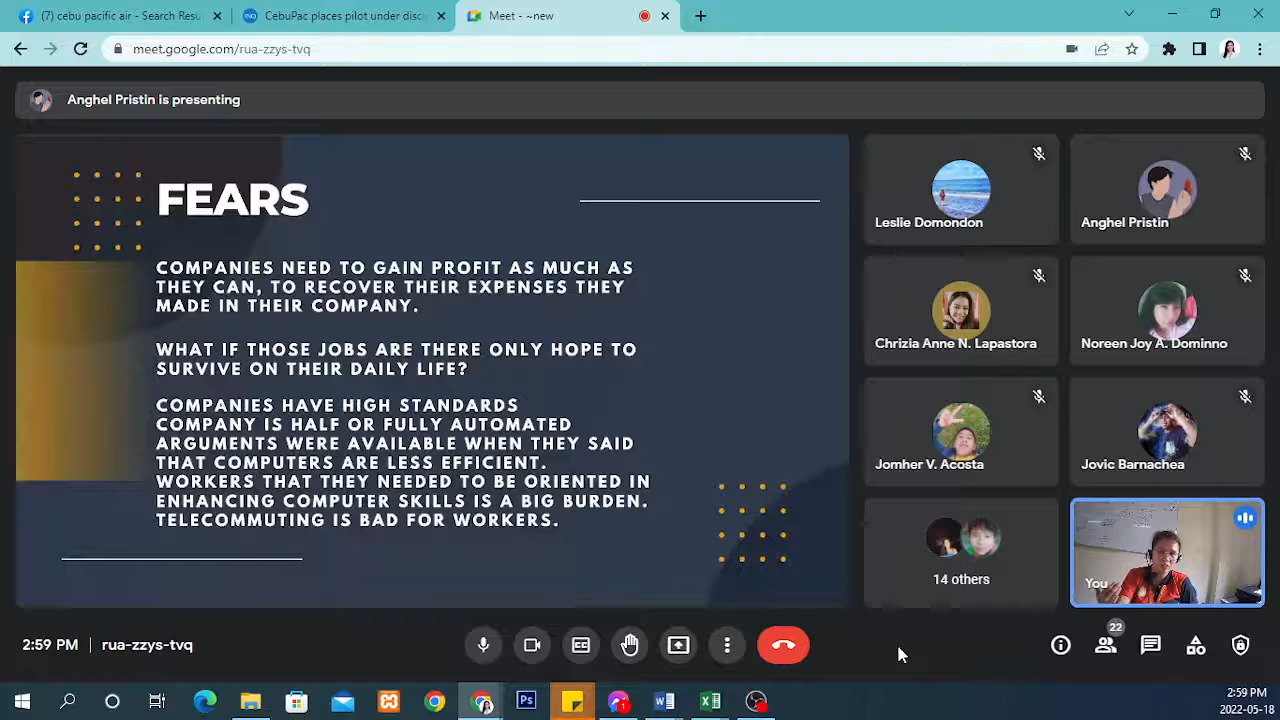 (7) cebu pacific air - Search Resu
CebuPac places pilot under disci
Meet - ~new
meet.google.com/rua-zzys-tvq
Anghel Pristin is presenting
FEARS
COMPANIES NEED TO GAIN PROFIT AS MUCH AS
THEY CAN, TO RECOVER THEIR EXPENSES THEY
MADE IN THEIR COMPANY.
WHAT IF THOSE JOBS ARE THERE ONLY HOPE TO
SURVIVE ON THEIR DAILY LIFE?
COMPANIES HAVE HIGH STANDARDS
COMPANY IS HALF OR FULLY AUTOMATED
ARGUMENTS WERE AVAILABLE WHEN THEY SAID
THAT COMPUTERS ARE LESS EFFICIENT.
WORKERS THAT THEY NEEDED TO BE ORIENTED IN
ENHANCING COMPUTER SKILLS IS A BIG BURDEN.
TELECOMMUTING IS BAD FOR WORKERS.
Leslie Domondon
Anghel Pristin
Chrizia Anne N. Lapastora
Noreen Joy A. Dominno
Jomher V. Acosta
Jovic Barnachea
14 others
You
2:59 PM
rua-zzys-tvq
CC
22
Ps
1
W
X
2:59 PM
2022-05-18